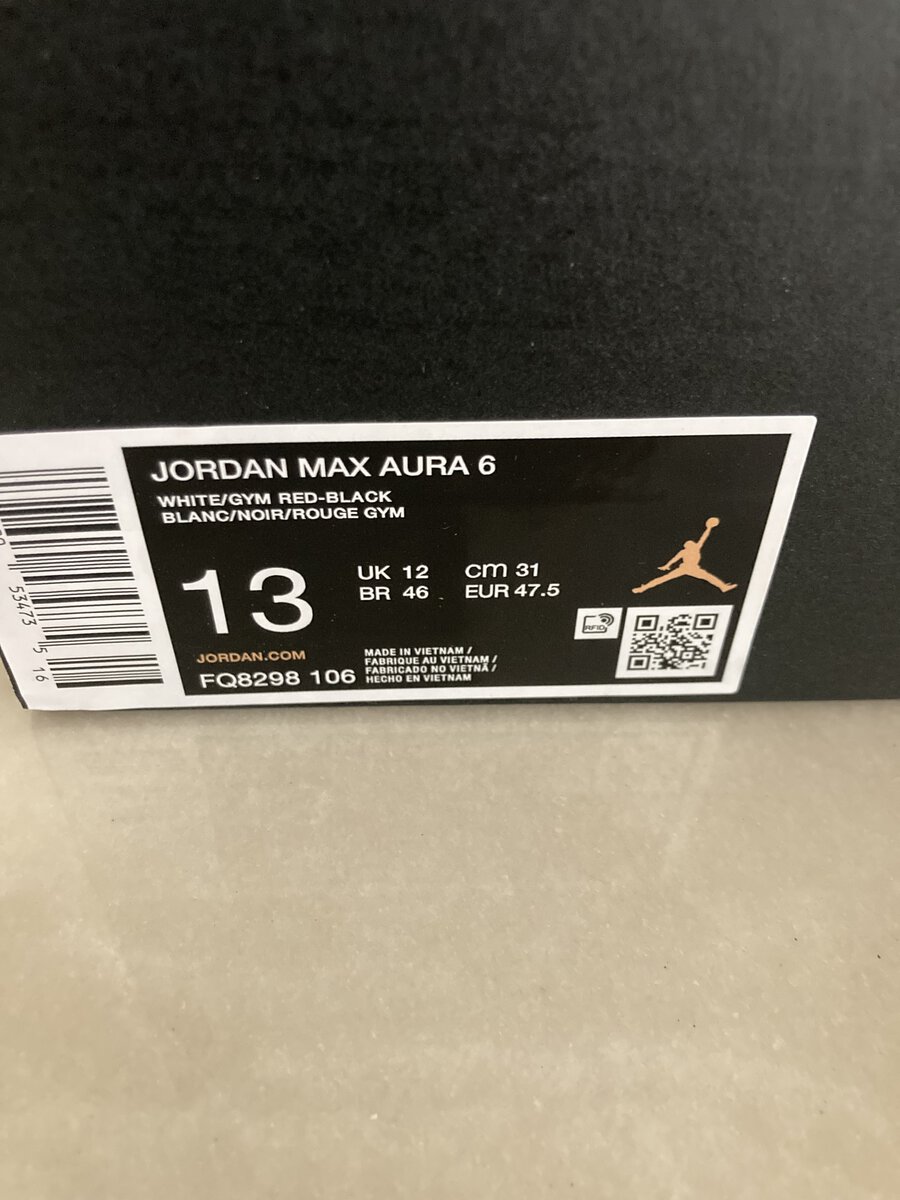 JORDAN MAX AURA 6
WHITE/GYM RED-BLACK
BLANC/NOIR/ROUGE GYM
13
UK 12
BR 46
cm 31
EUR 47.5
JORDAN.COM
FQ8298 106
MADE IN VIETNAM /
FABRIQUE AU VIETNAM /
FABRICADO NO VIETNÃ /
HECHO EN VIETNAM
RFID
53473 516